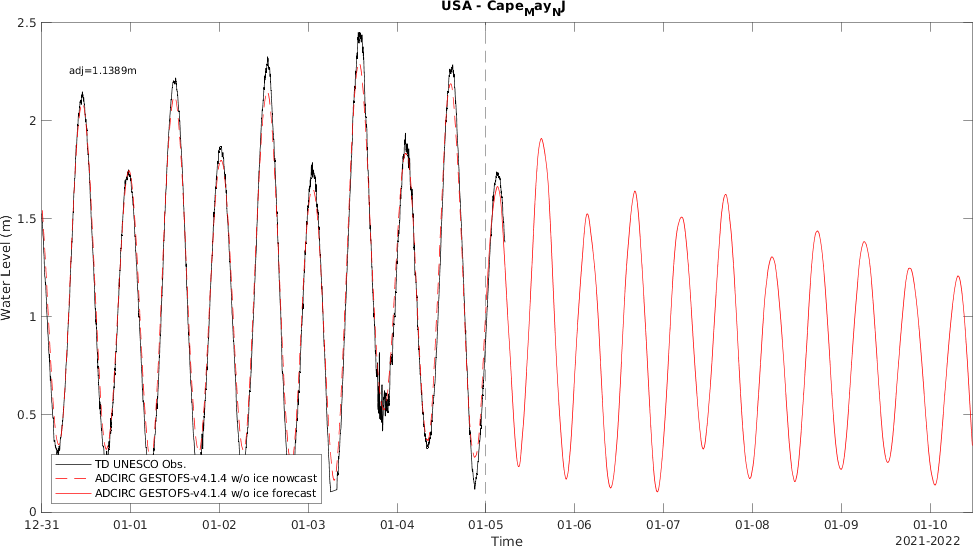 USA - CapeMayNJ
2.5
adj=1.1389m
2
1.5
Water Level (m)
1
0.5
TD UNESCO Obs.
ADCIRC GESTOFS-v4.1.4 w/o ice nowcast
ADCIRC GESTOFS-v4.1.4 w/o ice forecast
0
12-31 01-01 01-02 01-03 01-04 01-05 01-06 01-07 01-08 01-09 01-10
Time
2021-2022